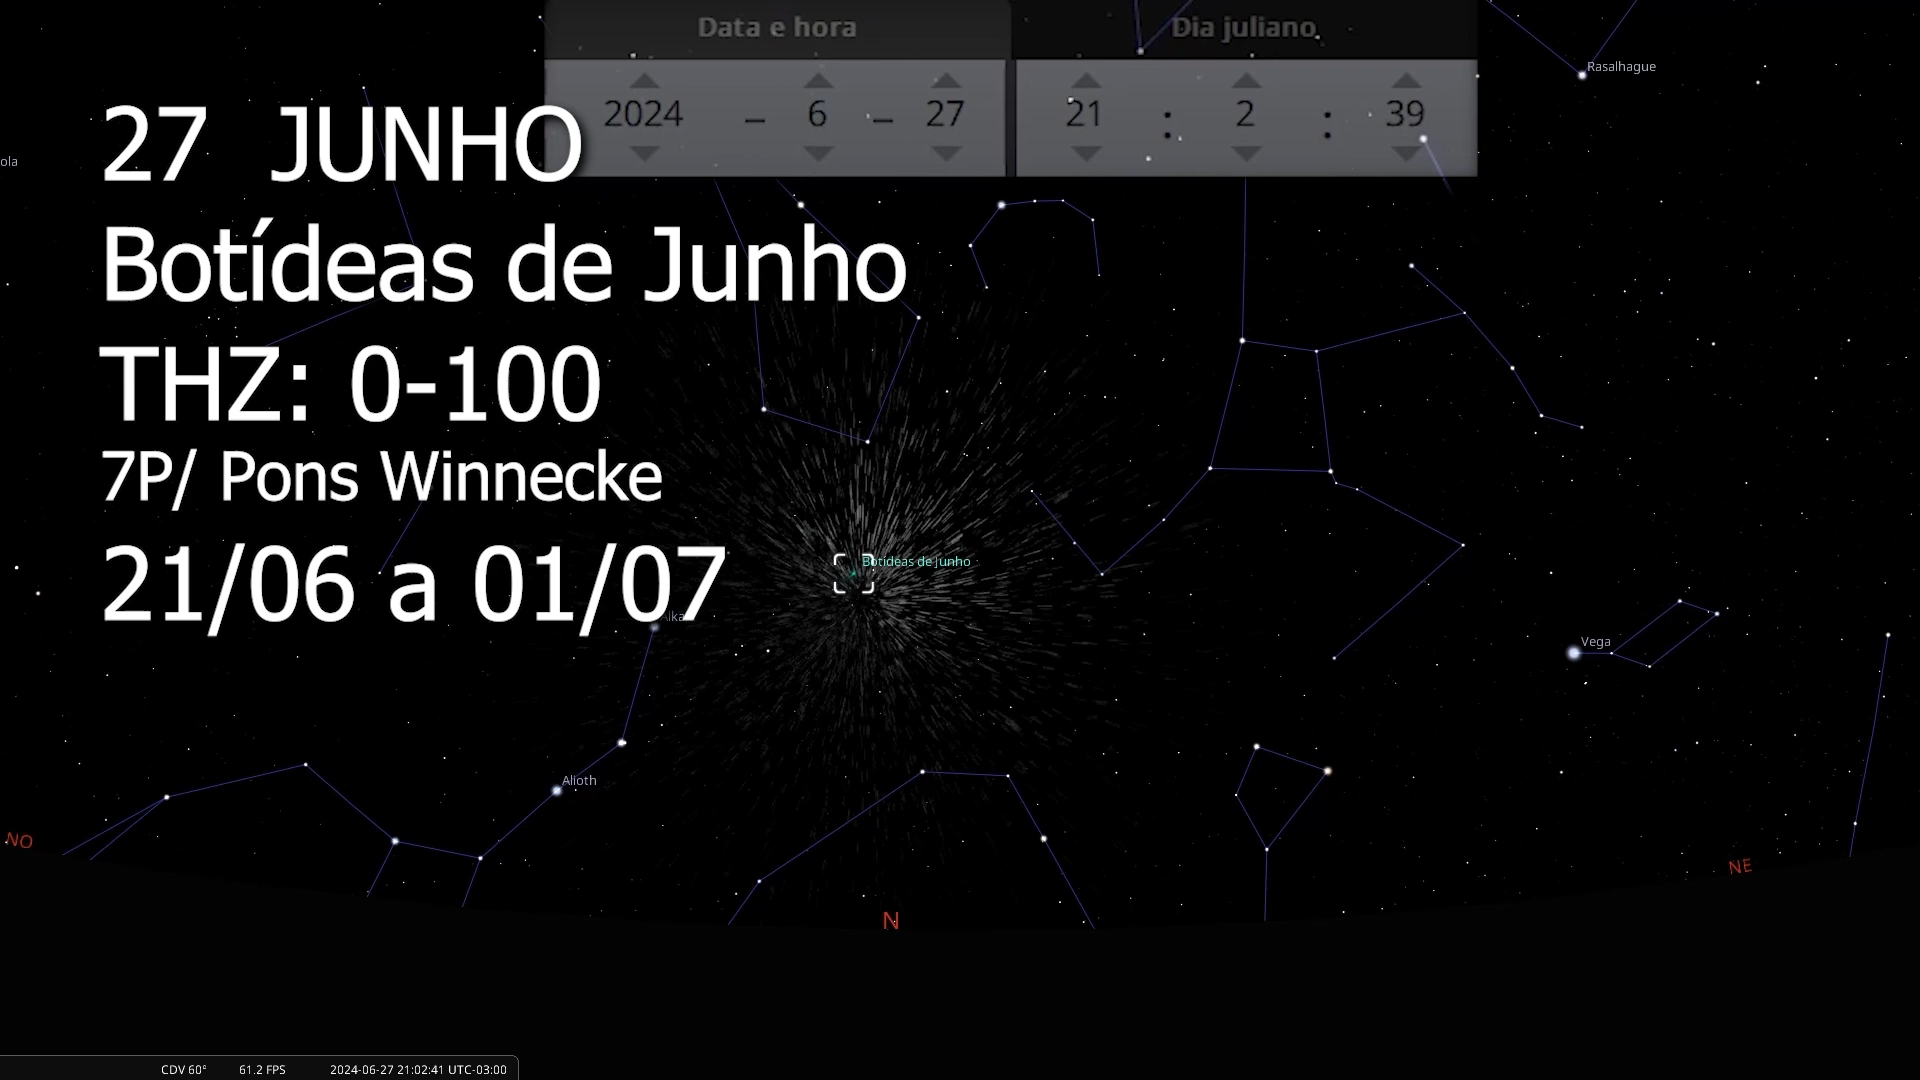 Data e hora
Dia juliano
2024 – 6 – 27
21 : 2 : 39
Rasalhague
27 JUNHO
Botídeas de Junho
THZ: 0-100
7P/ Pons Winnecke
21/06 a 01/07
ola
Botídeas de Junho
Vega
Alioth
NO
NE
N
CDV 60° 61.2 FPS 2024-06-27 21:02:41 UTC-03:00